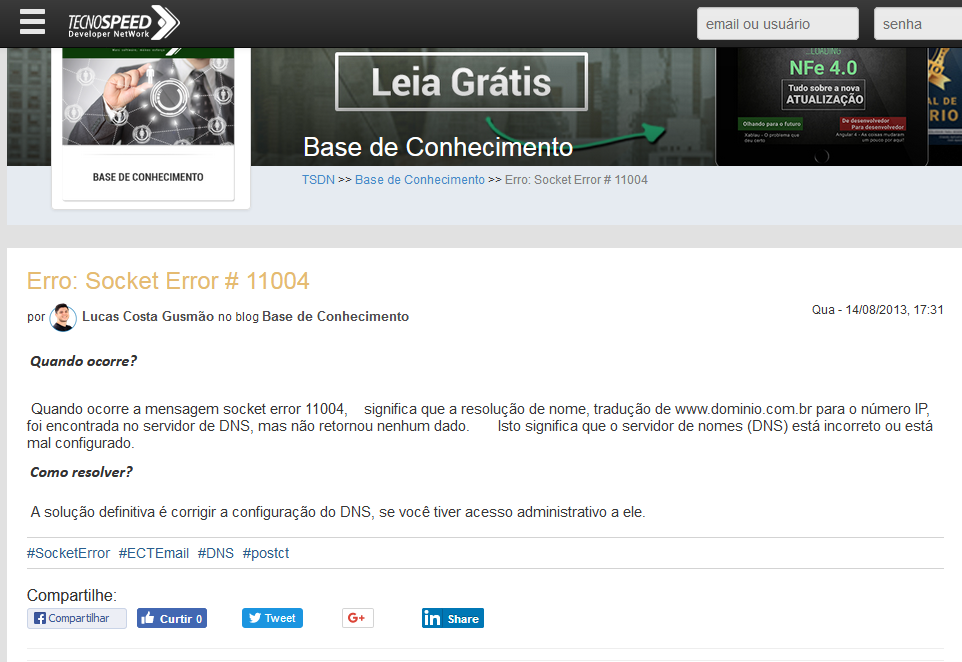 TECNOSPEED
Developer NetWork
email ou usuário
senha
Leia Grátis
LOADING
NFe 4.0
Tudo sobre a nova
ATUALIZAÇÃO
Olhando para o futuro
De desenvolvedor
Para desenvolvedor
Base de Conhecimento
BASE DE CONHECIMENTO
TSDN >> Base de Conhecimento >> Erro: Socket Error # 11004
Erro: Socket Error # 11004
por Lucas Costa Gusmão no blog Base de Conhecimento
Qua - 14/08/2013, 17:31
Quando ocorre?
Quando ocorre a mensagem socket error 11004, significa que a resolução de nome, tradução de www.dominio.com.br para o número IP,
foi encontrada no servidor de DNS, mas não retornou nenhum dado. Isto significa que o servidor de nomes (DNS) está incorreto ou está
mal configurado.
Como resolver?
A solução definitiva é corrigir a configuração do DNS, se você tiver acesso administrativo a ele.
#SocketError #ECTEmail #DNS #postct
Compartilhe:
Compartilhar
Curtir 0
Tweet
G+
in Share